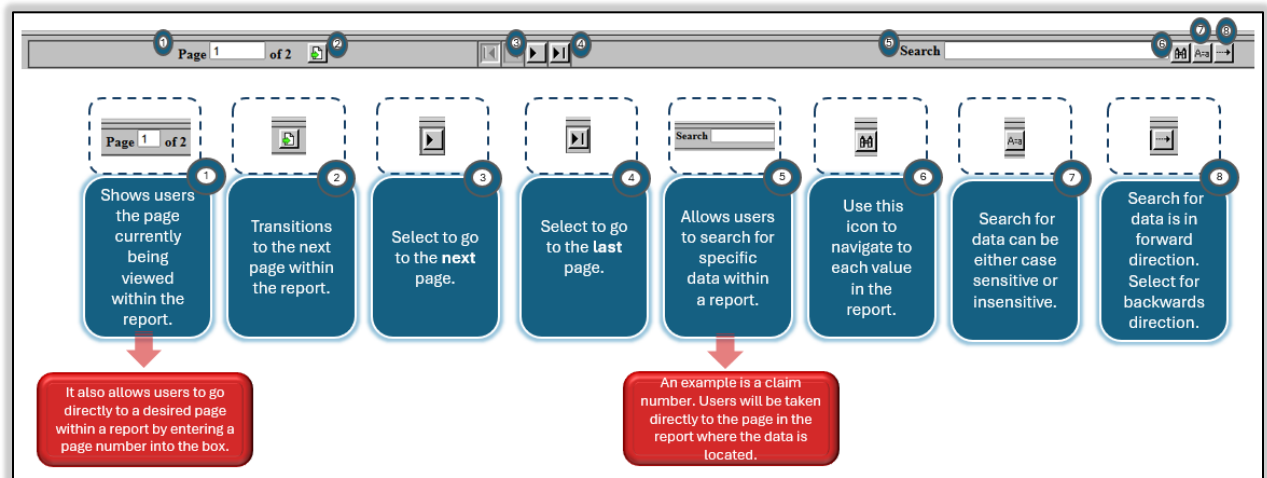 1 Page 1 of 2 2 3 4 5 Search 6 7 A=a 8
Page 1 of 2
Search
A=a
1
2
3
4
5
6
7
8
Shows users
the page
currently
being
viewed
within the
report.
Transitions
to the next
page within
the report.
Select to go
to the next
page.
Select to go
to the last
page.
Allows users
to search for
specific
data within
a report.
Use this
icon to
navigate to
each value
in the
report.
Search for
data can be
either case
sensitive or
insensitive.
Search for
data is in
forward
direction.
Select for
backwards
direction.
It also allows users to go
directly to a desired page
within a report by entering a
page number into the box.
An example is a claim
number. Users will be taken
directly to the page in the
report where the data is
located.